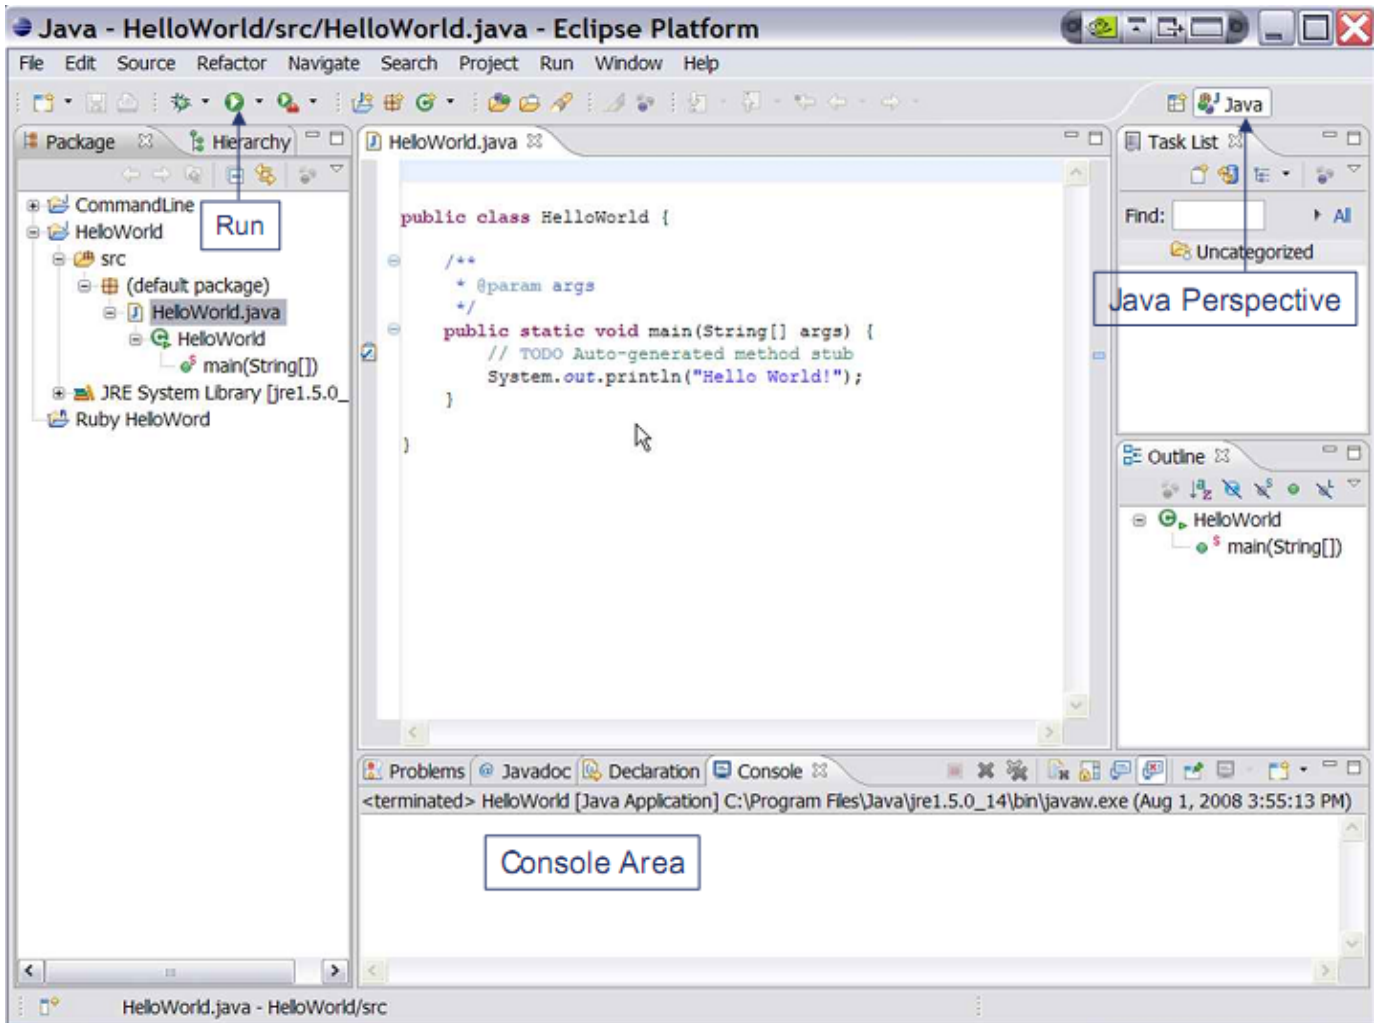 Java - HelloWorld/src/HelloWorld.java - Eclipse Platform
File Edit Source Refactor Navigate Search Project Run Window Help
Java
Package Hierarchy
HelloWorld.java
Task List
CommandLine
Run
HelloWorld
src
(default package)
HelloWorld.java
HelloWorld
main(String[])
JRE System Library [jre1.5.0_
Ruby HelloWord
public class HelloWorld {
/**
* @param args
*/
public static void main(String[] args) {
// TODO Auto-generated method stub
System.out.println("Hello World!");
}
}
Find: All
Uncategorized
Java Perspective
Outline
HelloWorld
main(String[])
Problems @ Javadoc Declaration Console
<terminated> HelloWorld [Java Application] C:\Program Files\Java\jre1.5.0_14\bin\javaw.exe (Aug 1, 2008 3:55:13 PM)
Console Area
HelloWorld.java - HelloWorld/src